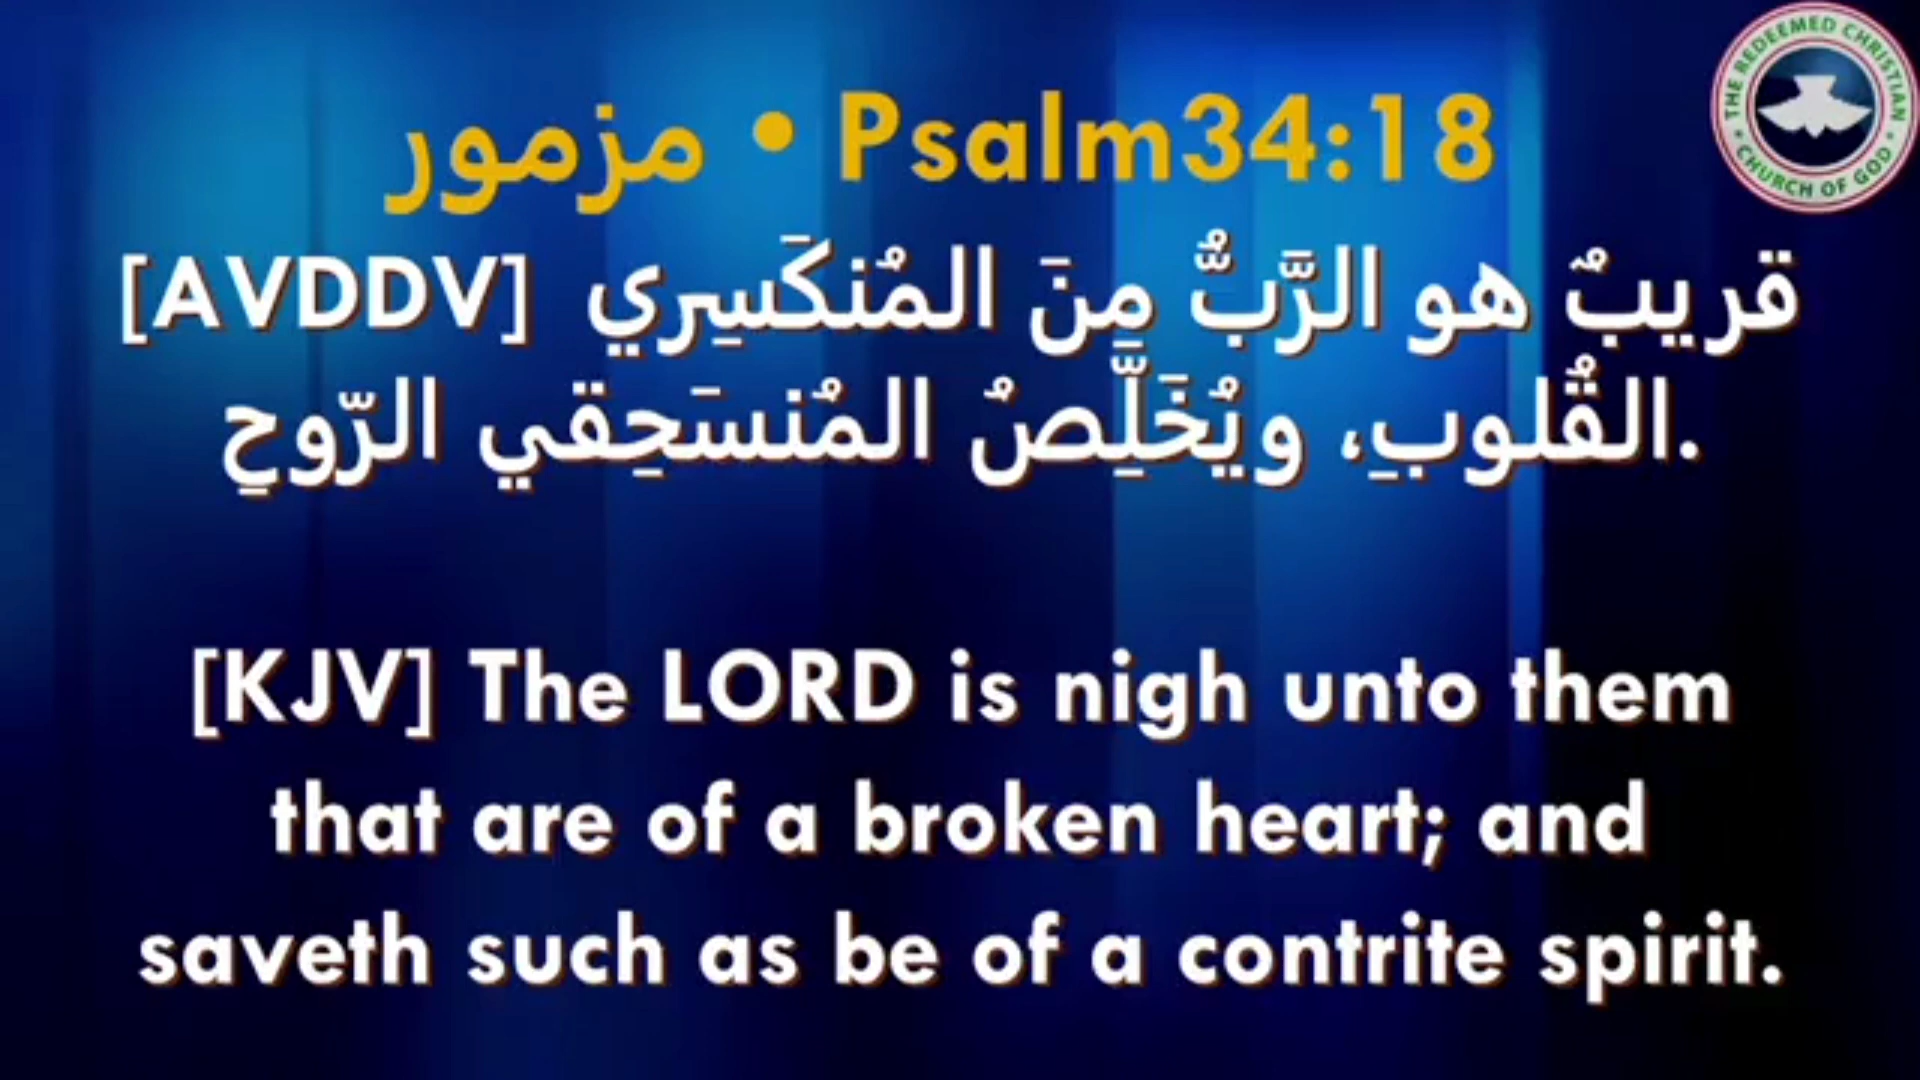 مزمور • Psalm34:18
[AVDDV] قريبٌ هو الرَّبُّ مِنَ المُنكَسِري
القُلوبِ، ويُخَلِّصُ المُنسَحِقي الرّوحِ.
[KJV] The LORD is nigh unto them
that are of a broken heart; and
saveth such as be of a contrite spirit.
THE REDEEMED CHRISTIAN
• CHURCH OF GOD •